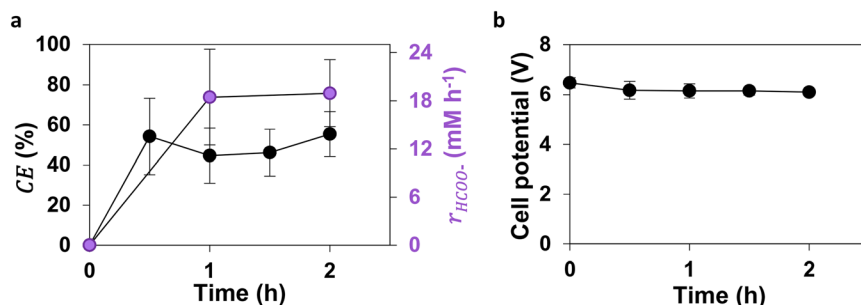 a
100
80
60
40
20
0
CE (%)
24
18
12
6
0
r_HCOO- (mM h⁻¹)
0 1 2
Time (h)
b
8
6
4
2
0
Cell potential (V)
0 1 2
Time (h)